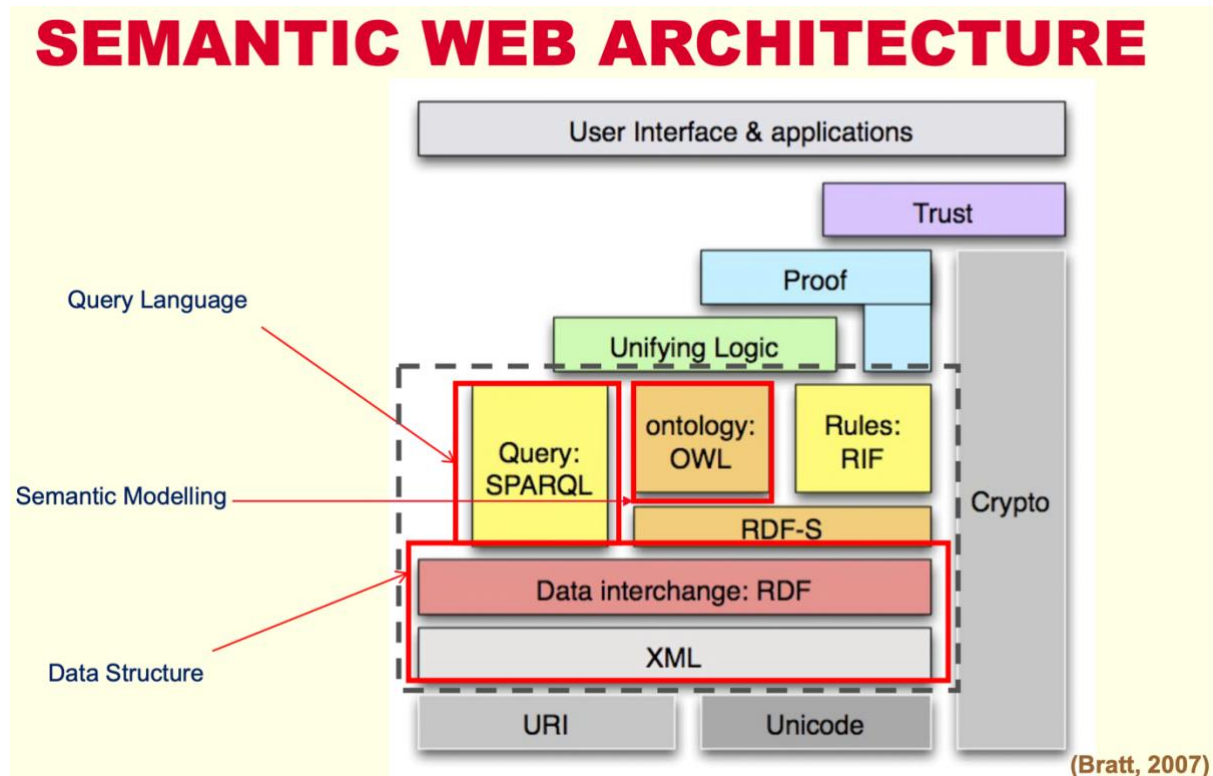 SEMANTIC WEB ARCHITECTURE
User Interface & applications
Trust
Proof
Query Language
Unifying Logic
Query:
SPARQL
ontology:
OWL
Rules:
RIF
Semantic Modelling
Crypto
RDF-S
Data interchange: RDF
XML
Data Structure
URI
Unicode
(Bratt, 2007)